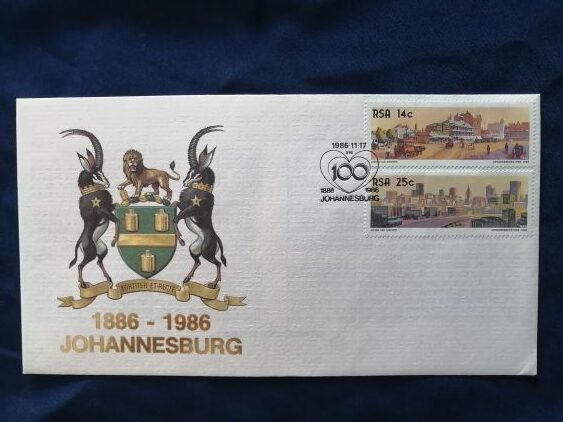 FORTITER ET RECTE
1886 - 1986
JOHANNESBURG
1986·11·17
100
1886
1986
JOHANNESBURG
RSA 14c
RSA 25c